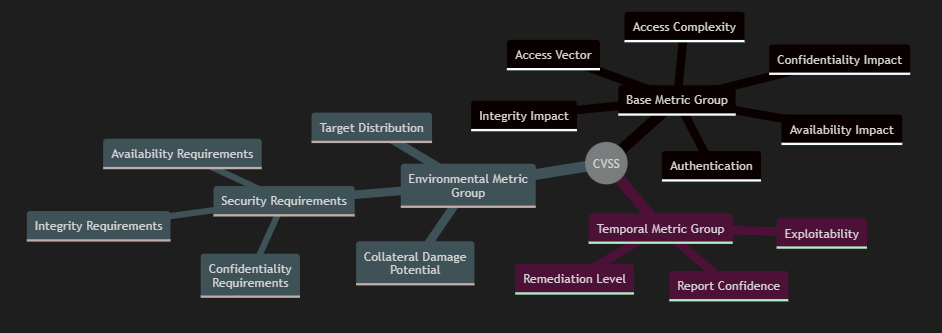 Access Complexity
Access Vector
Confidentiality Impact
Base Metric Group
Integrity Impact
Availability Impact
Target Distribution
Availability Requirements
CVSS
Authentication
Environmental Metric
Group
Security Requirements
Integrity Requirements
Temporal Metric Group
Exploitability
Collateral Damage
Potential
Confidentiality
Requirements
Remediation Level
Report Confidence